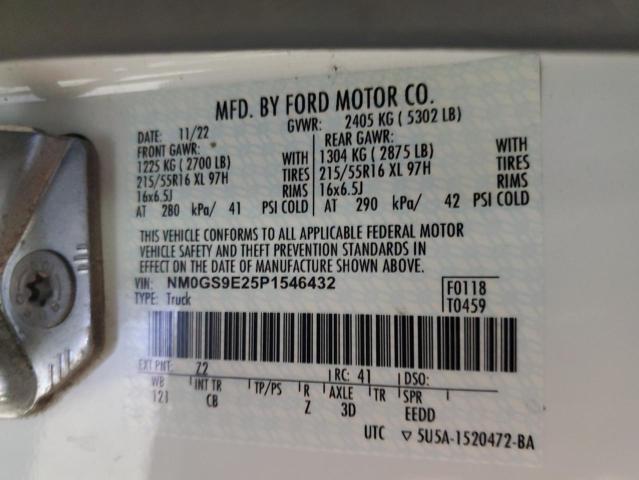 MFD. BY FORD MOTOR CO.
DATE: 11/22 GVWR: 2405 KG ( 5302 LB)
FRONT GAWR: REAR GAWR:
1225 KG ( 2700 LB) WITH 1304 KG ( 2875 LB) WITH
215/55R16 XL 97H TIRES 215/55R16 XL 97H TIRES
16x6.5J RIMS 16x6.5J RIMS
AT 280 kPa/ 41 PSI COLD AT 290 kPa/ 42 PSI COLD
THIS VEHICLE CONFORMS TO ALL APPLICABLE FEDERAL MOTOR
VEHICLE SAFETY AND THEFT PREVENTION STANDARDS IN
EFFECT ON THE DATE OF MANUFACTURE SHOWN ABOVE.
VIN: NM0GS9E25P1546432 F0118
TYPE: Truck T0459
EXT PNT: Z2 RC: 41 DSO:
WB INT TR TP/PS R AXLE TR SPR
121 CB Z 3D EEDD
UTC ▽ 5U5A-1520472-BA